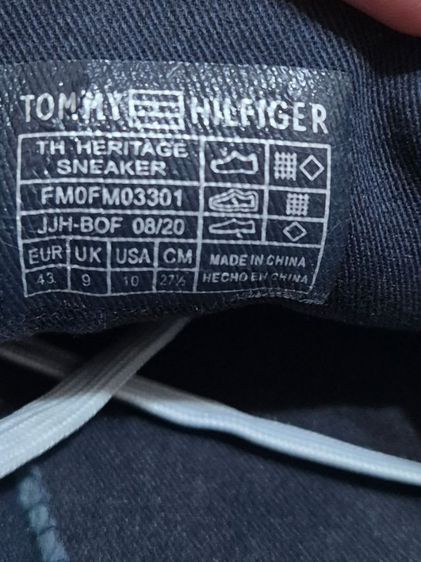 TOMMY HILFIGER
TH HERITAGE
SNEAKER
FM0FM03301
JJH-BOF 08/20
EUR UK USA CM
43 9 10 27½
MADE IN CHINA
HECHO EN CHINA